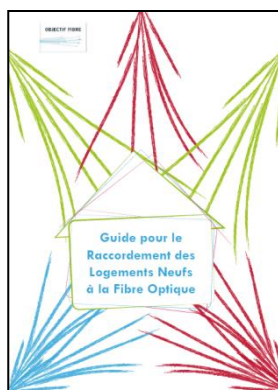 OBJECTIF FIBRE
Guide pour le
Raccordement des
Logements Neufs
à la Fibre Optique